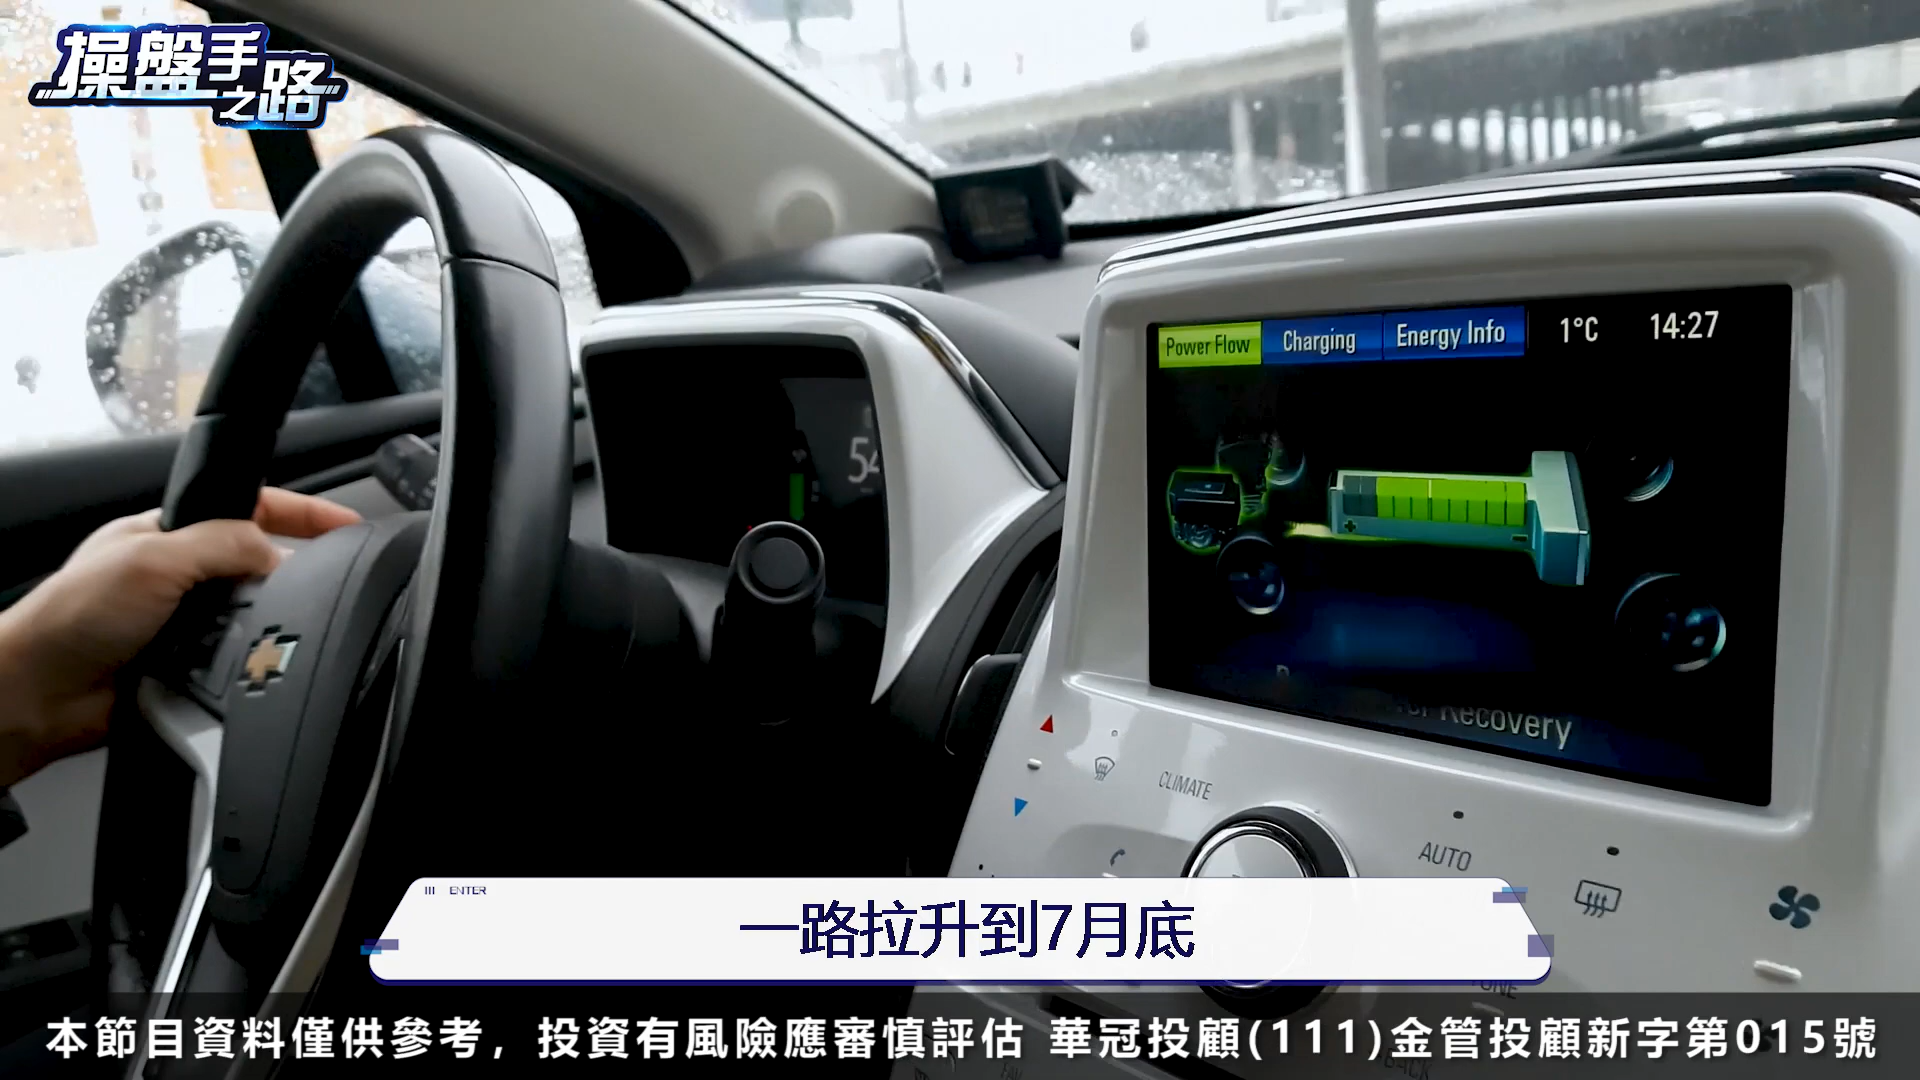 操盤手之路
Power Flow
Charging
Energy Info
1°C
14:27
54
Recovery
CLIMATE
AUTO
III ENTER
一路拉升到7月底
本節目資料僅供參考，投資有風險應審慎評估 華冠投顧(111)金管投顧新字第015號